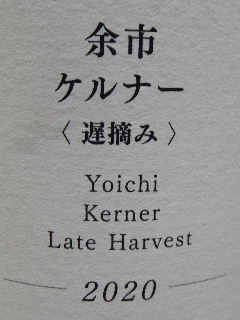 余市
ケルナー
〈 遅摘み 〉
Yoichi
Kerner
Late Harvest
2020